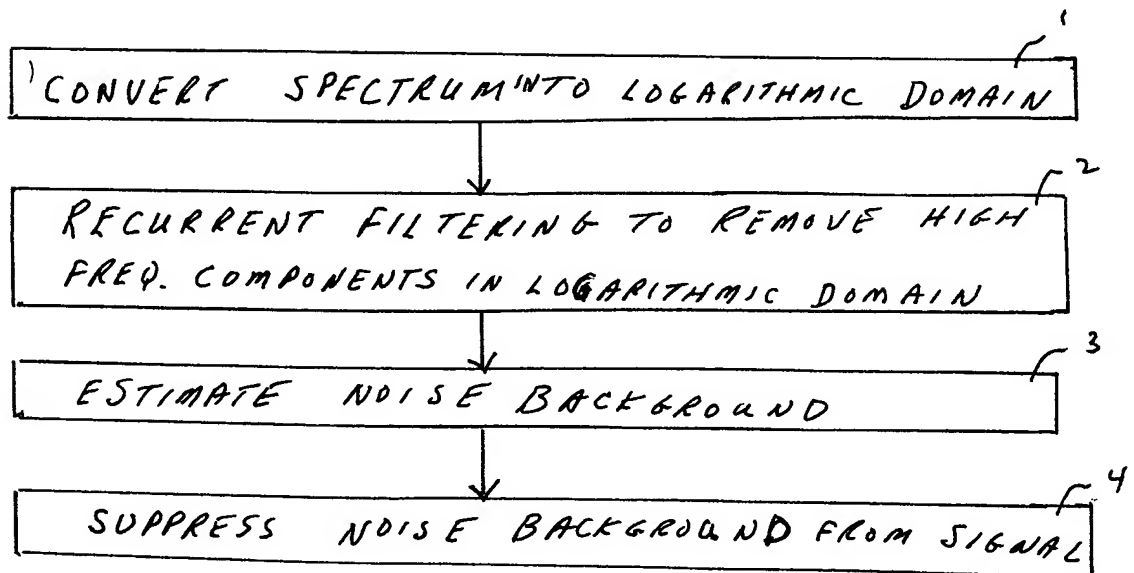 1
CONVERT SPECTRUM INTO LOGARITHMIC DOMAIN
2
RECURRENT FILTERING TO REMOVE HIGH
FREQ. COMPONENTS IN LOGARITHMIC DOMAIN
3
ESTIMATE NOISE BACKGROUND
4
SUPPRESS NOISE BACKGROUND FROM SIGNAL